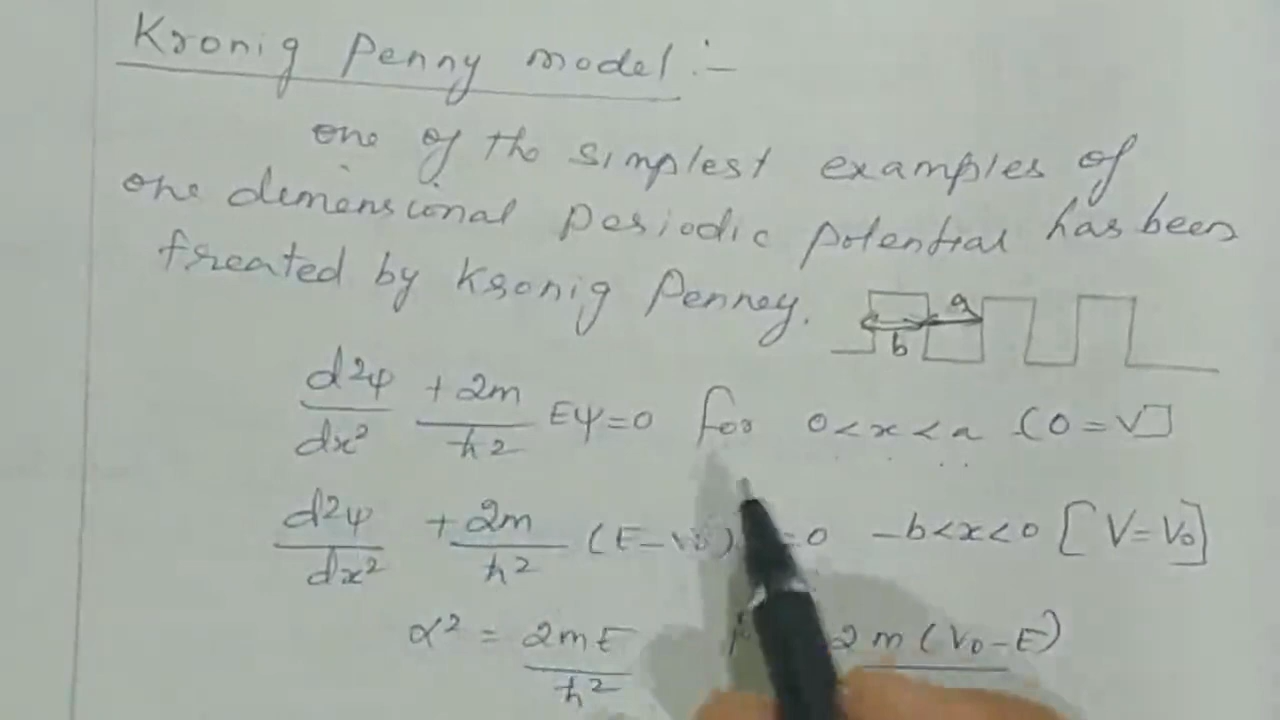 Kronig Penny model :-
one of the simplest examples of
one dimensional periodic potential has been
treated by Kronig Penney.
a
b
d²ψ/dx² + 2m/ħ² Eψ=0 for 0<x<a [0=V]
d²ψ/dx² + 2m/ħ² (E-V₀) =0 -b<x<0 [V=V₀]
α² = 2mE/ħ² 2m(V₀-E)